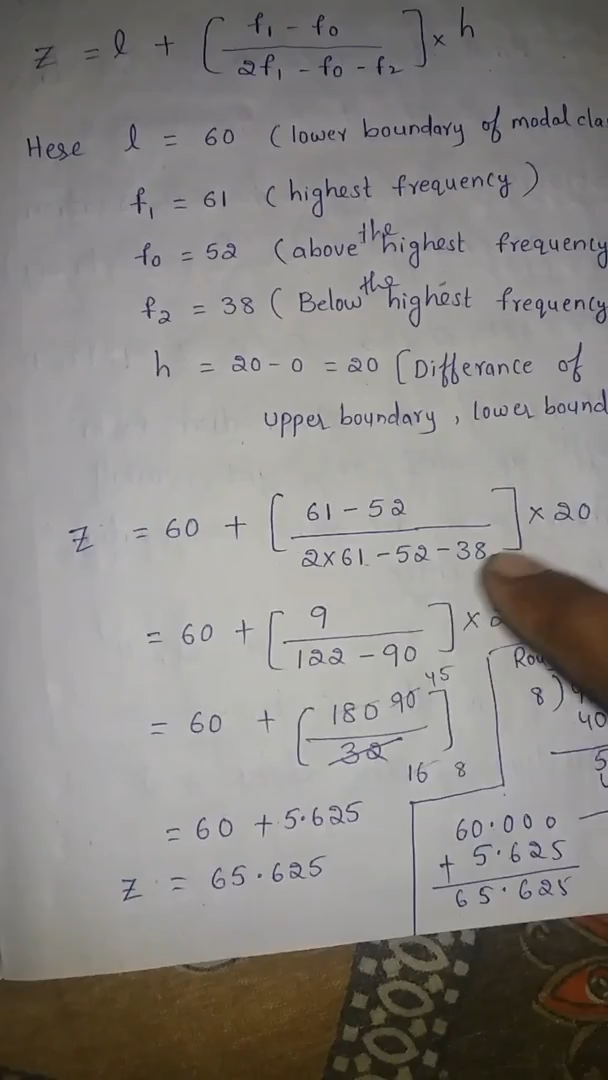 Z = l + [ f₁ - f₀ / 2f₁ - f₀ - f₂ ] × h
Here l = 60 (lower boundary of modal cla
f₁ = 61 (highest frequency)
f₀ = 52 (above the highest frequency
f₂ = 38 (Below the highest frequency
h = 20 - 0 = 20 [Differance of
upper boundary, lower bound
Z = 60 + [ 61 - 52 / 2×61 - 52 - 38 ] × 20
= 60 + [ 9 / 122 - 90 ] ×
= 60 + [ 180 90 45 / 32 16 8 ]
= 60 + 5.625
Z = 65.625
8 )
40
5
60.000
+ 5.625
65.625